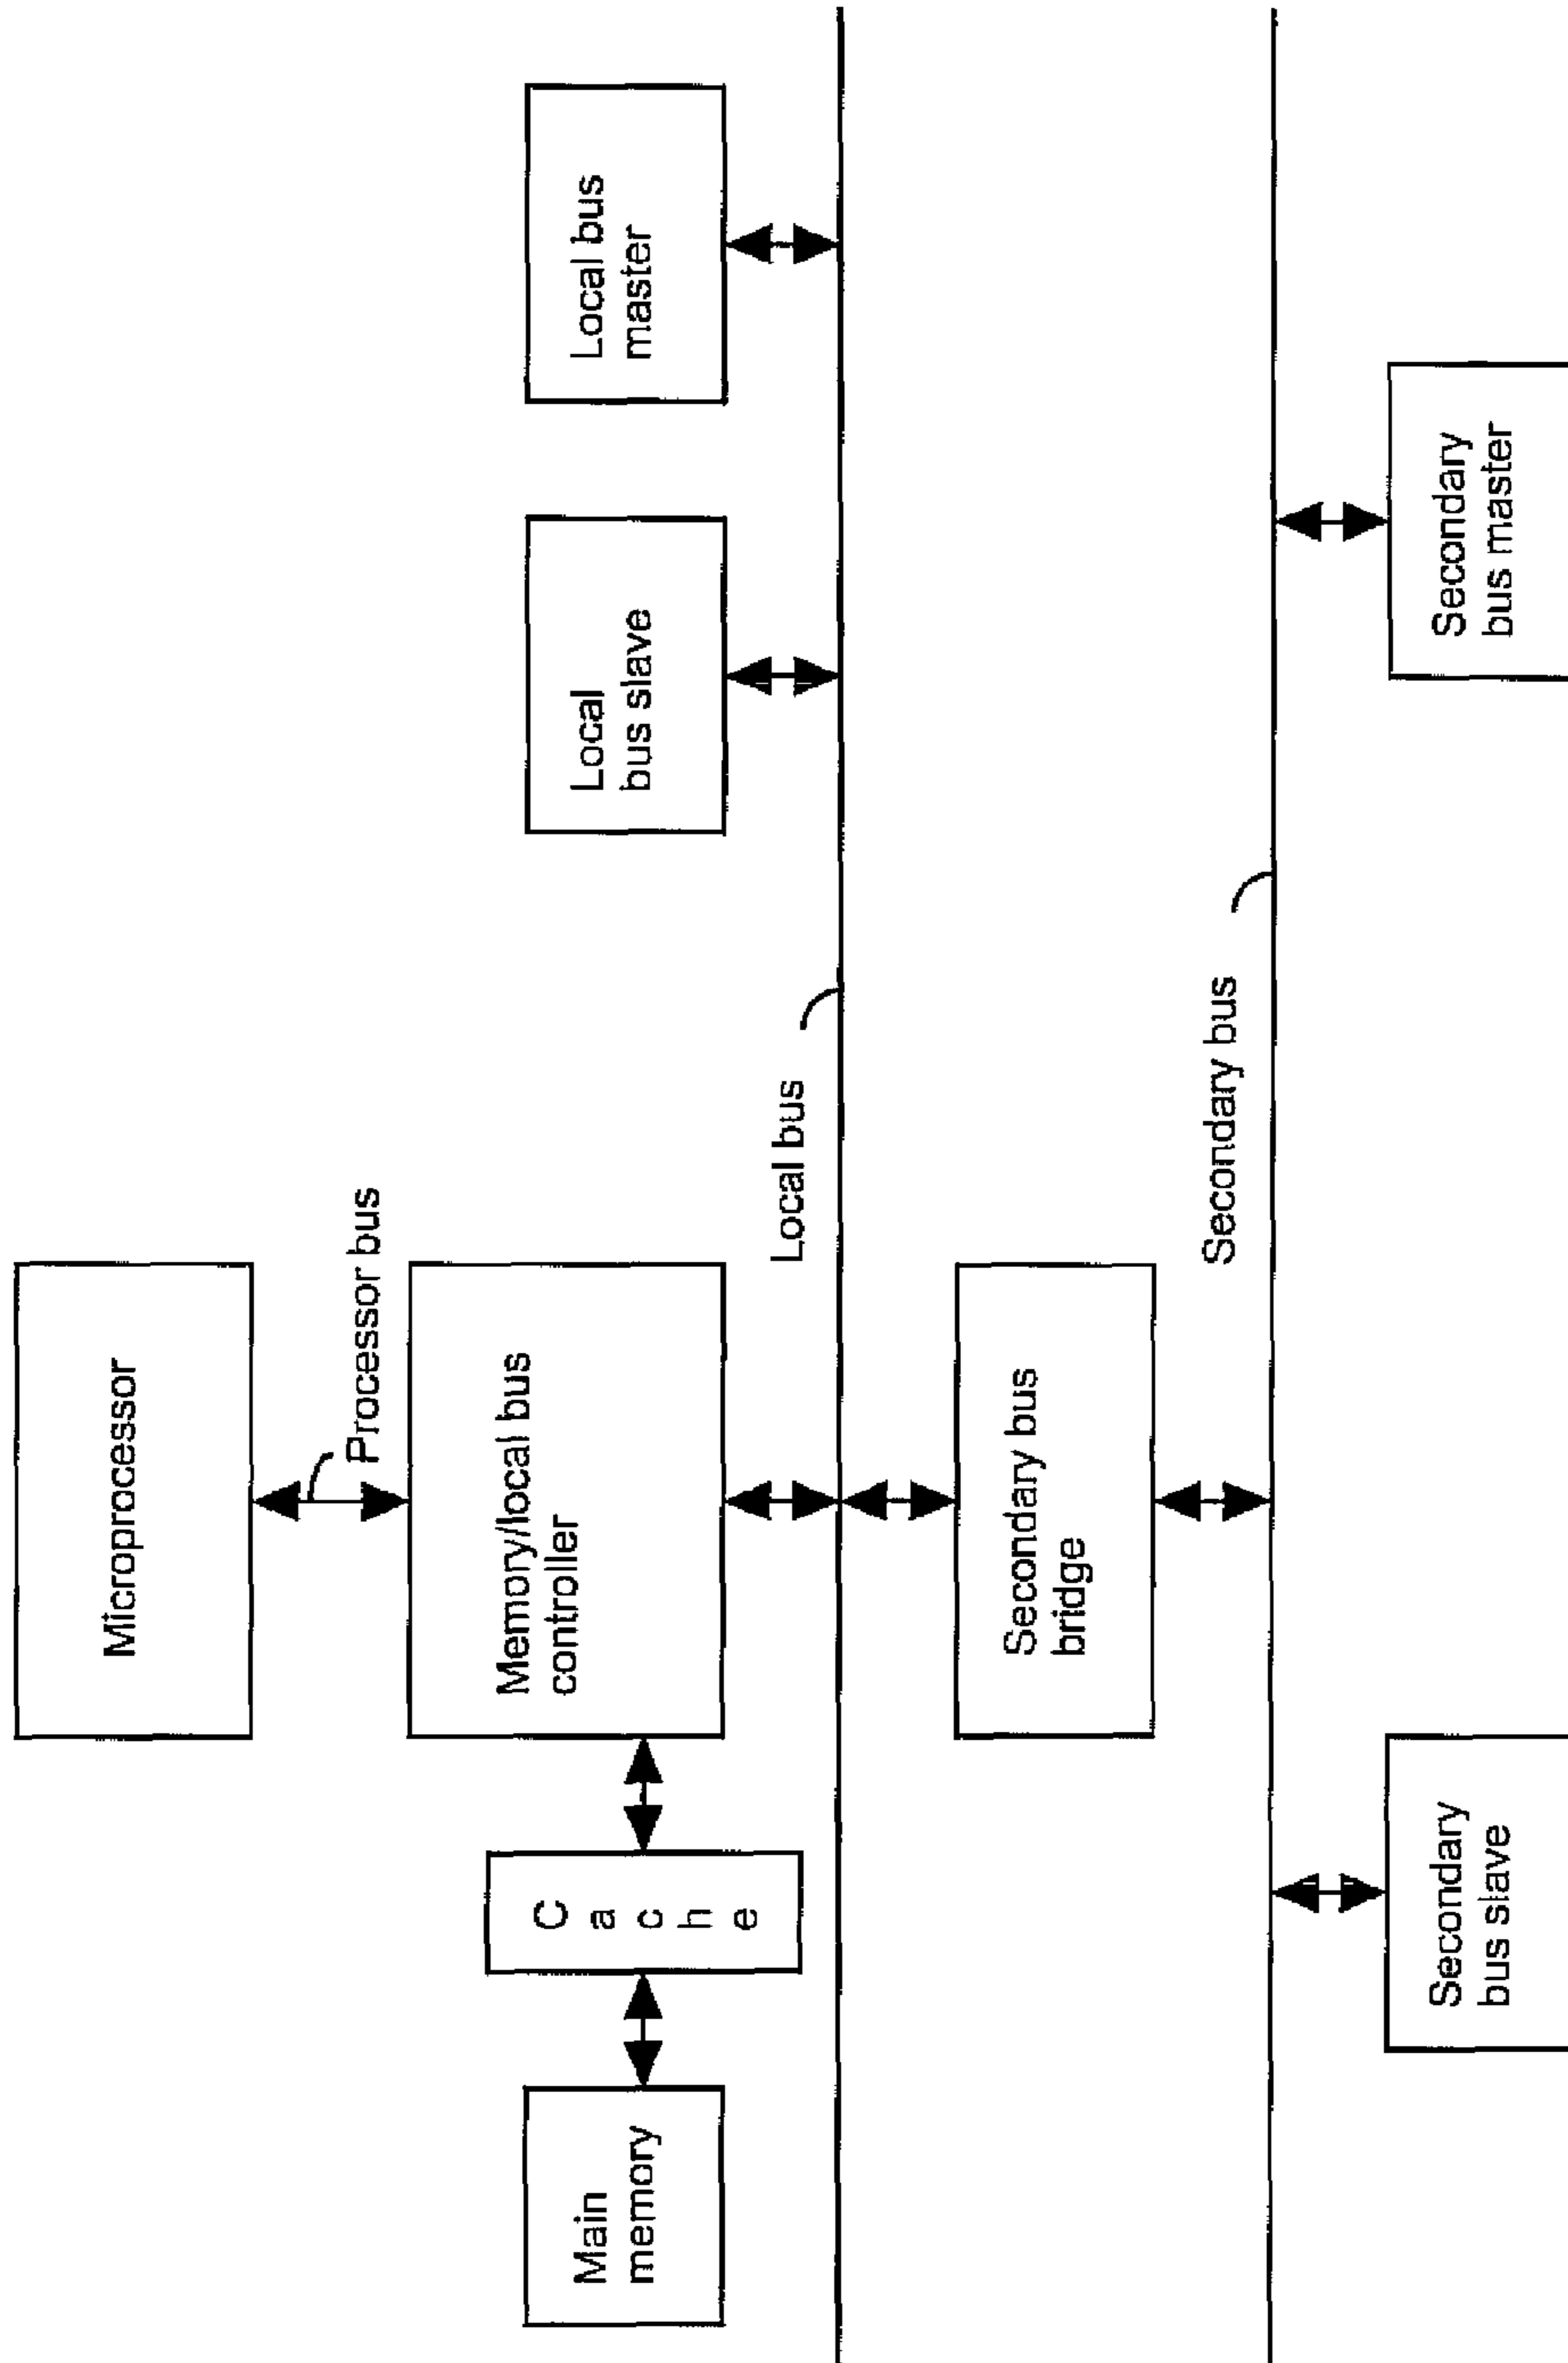 Microprocessor
Processor bus
Main
memory
C
a
c
h
e
Memory/local bus
controller
Local
bus slave
Local bus
master
Local bus
Secondary bus
bridge
Secondary bus
Secondary
bus slave
Secondary
bus master